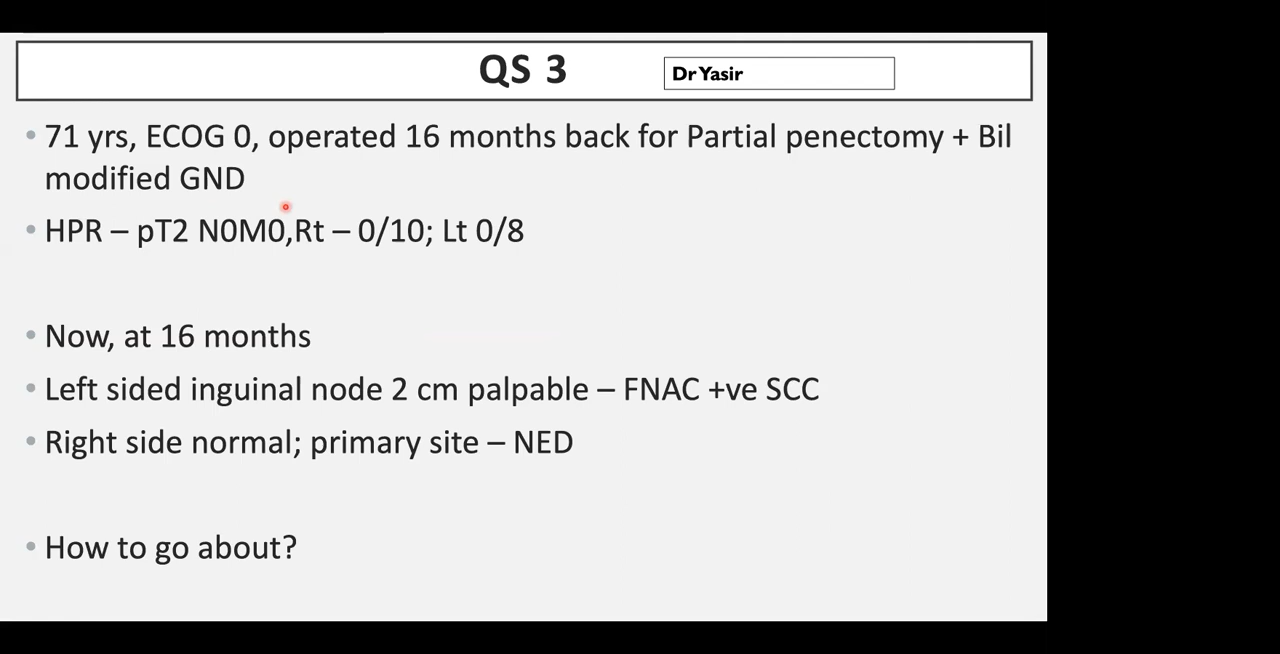 QS 3
Dr Yasir
• 71 yrs, ECOG 0, operated 16 months back for Partial penectomy + Bil
modified GND
• HPR – pT2 N0M0,Rt – 0/10; Lt 0/8
• Now, at 16 months
• Left sided inguinal node 2 cm palpable – FNAC +ve SCC
• Right side normal; primary site – NED
• How to go about?